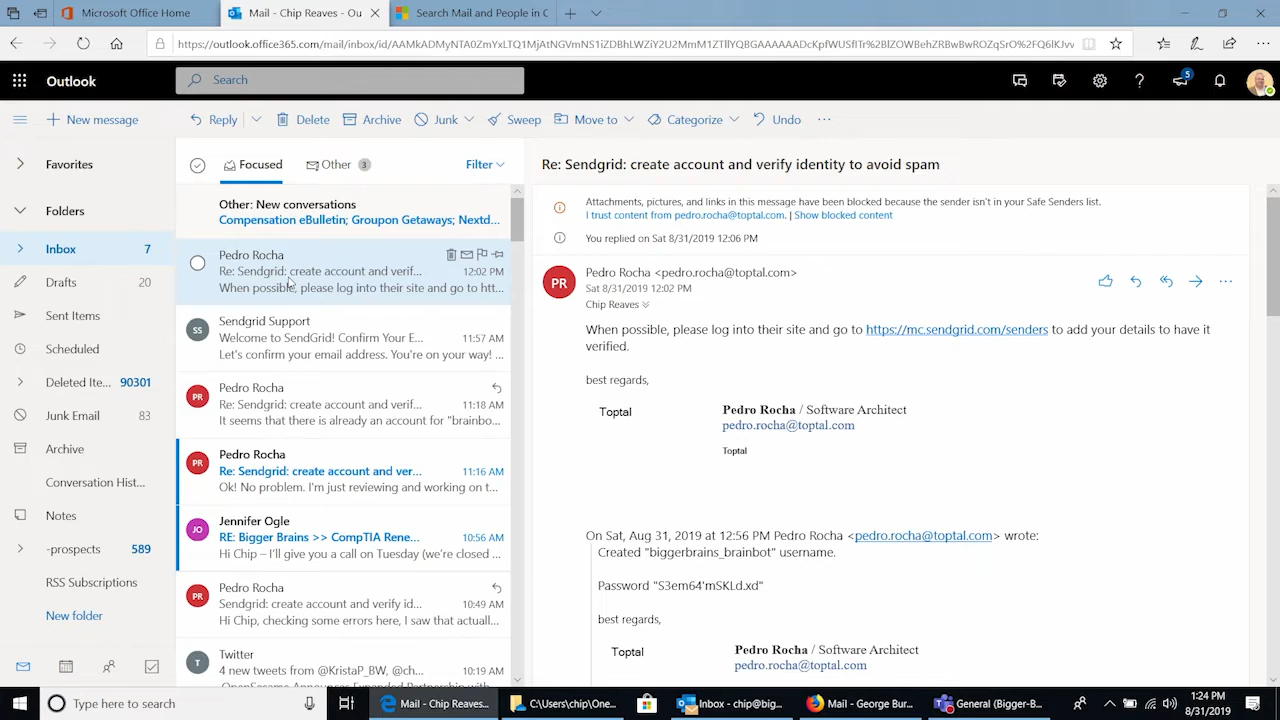 Microsoft Office Home
Mail - Chip Reaves - Ou
Search Mail and People in O
https://outlook.office365.com/mail/inbox/id/
Outlook
Search
5
New message
Reply
Delete
Archive
Junk
Sweep
Move to
Categorize
Undo
Favorites
Folders
Inbox 7
Drafts 20
Sent Items
Scheduled
Deleted Ite... 90301
Junk Email 83
Archive
Conversation Hist...
Notes
-prospects 589
RSS Subscriptions
New folder
Focused
Other 3
Filter
Other: New conversations
Compensation eBulletin; Groupon Getaways; Nextd...
Pedro Rocha
Re: Sendgrid: create account and verif... 12:02 PM
When possible, please log into their site and go to htt...
SS
Sendgrid Support
Welcome to SendGrid! Confirm Your E... 11:57 AM
Let's confirm your email address. You're on your way! ...
PR
Pedro Rocha
Re: Sendgrid: create account and verif... 11:18 AM
It seems that there is already an account for "brainbo...
PR
Pedro Rocha
Re: Sendgrid: create account and ver... 11:16 AM
Ok! No problem. I'm just reviewing and working on t...
JO
Jennifer Ogle
RE: Bigger Brains >> CompTIA Rene... 10:56 AM
Hi Chip – I'll give you a call on Tuesday (we're closed ...
PR
Pedro Rocha
Sendgrid: create account and verify id... 10:49 AM
Hi Chip, checking some errors here, I saw that actuall...
T
Twitter
4 new tweets from @KristaP_BW, @ch... 10:19 AM
OpenSesame Announces Expanded Partnership with
Re: Sendgrid: create account and verify identity to avoid spam
Attachments, pictures, and links in this message have been blocked because the sender isn't in your Safe Senders list.
I trust content from pedro.rocha@toptal.com. | Show blocked content
You replied on Sat 8/31/2019 12:06 PM
PR
Pedro Rocha <pedro.rocha@toptal.com>
Sat 8/31/2019 12:02 PM
Chip Reaves
When possible, please log into their site and go to https://mc.sendgrid.com/senders to add your details to have it
verified.
best regards,
Toptal
Pedro Rocha / Software Architect
pedro.rocha@toptal.com
Toptal
On Sat, Aug 31, 2019 at 12:56 PM Pedro Rocha <pedro.rocha@toptal.com> wrote:
Created "biggerbrains_brainbot" username.
Password "S3em64'mSKLd.xd"
best regards,
Toptal
Pedro Rocha / Software Architect
pedro.rocha@toptal.com
Type here to search
Mail - Chip Reaves...
C:\Users\chip\One...
Inbox - chip@big...
Mail - George Bur...
General (Bigger-B...
1:24 PM
8/31/2019